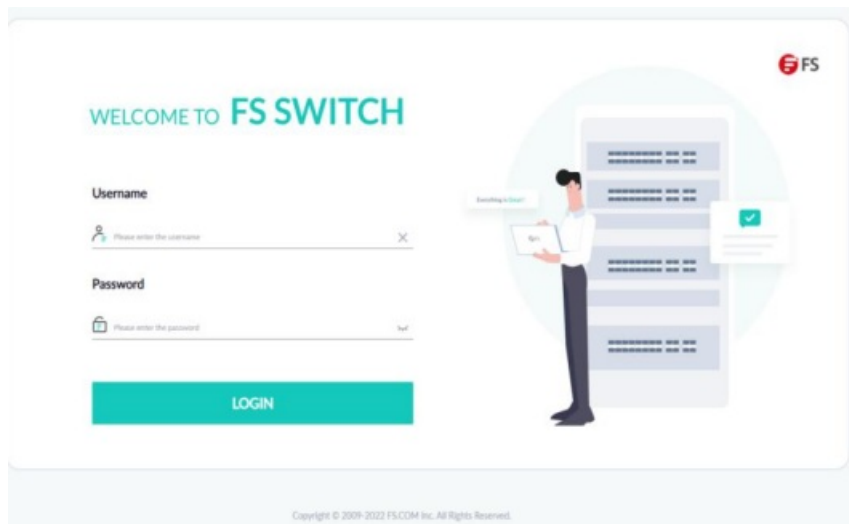 FS
WELCOME TO FS SWITCH
Username
Please enter the username
Password
Please enter the password
LOGIN
Copyright © 2009-2022 FS.COM Inc. All Rights Reserved.